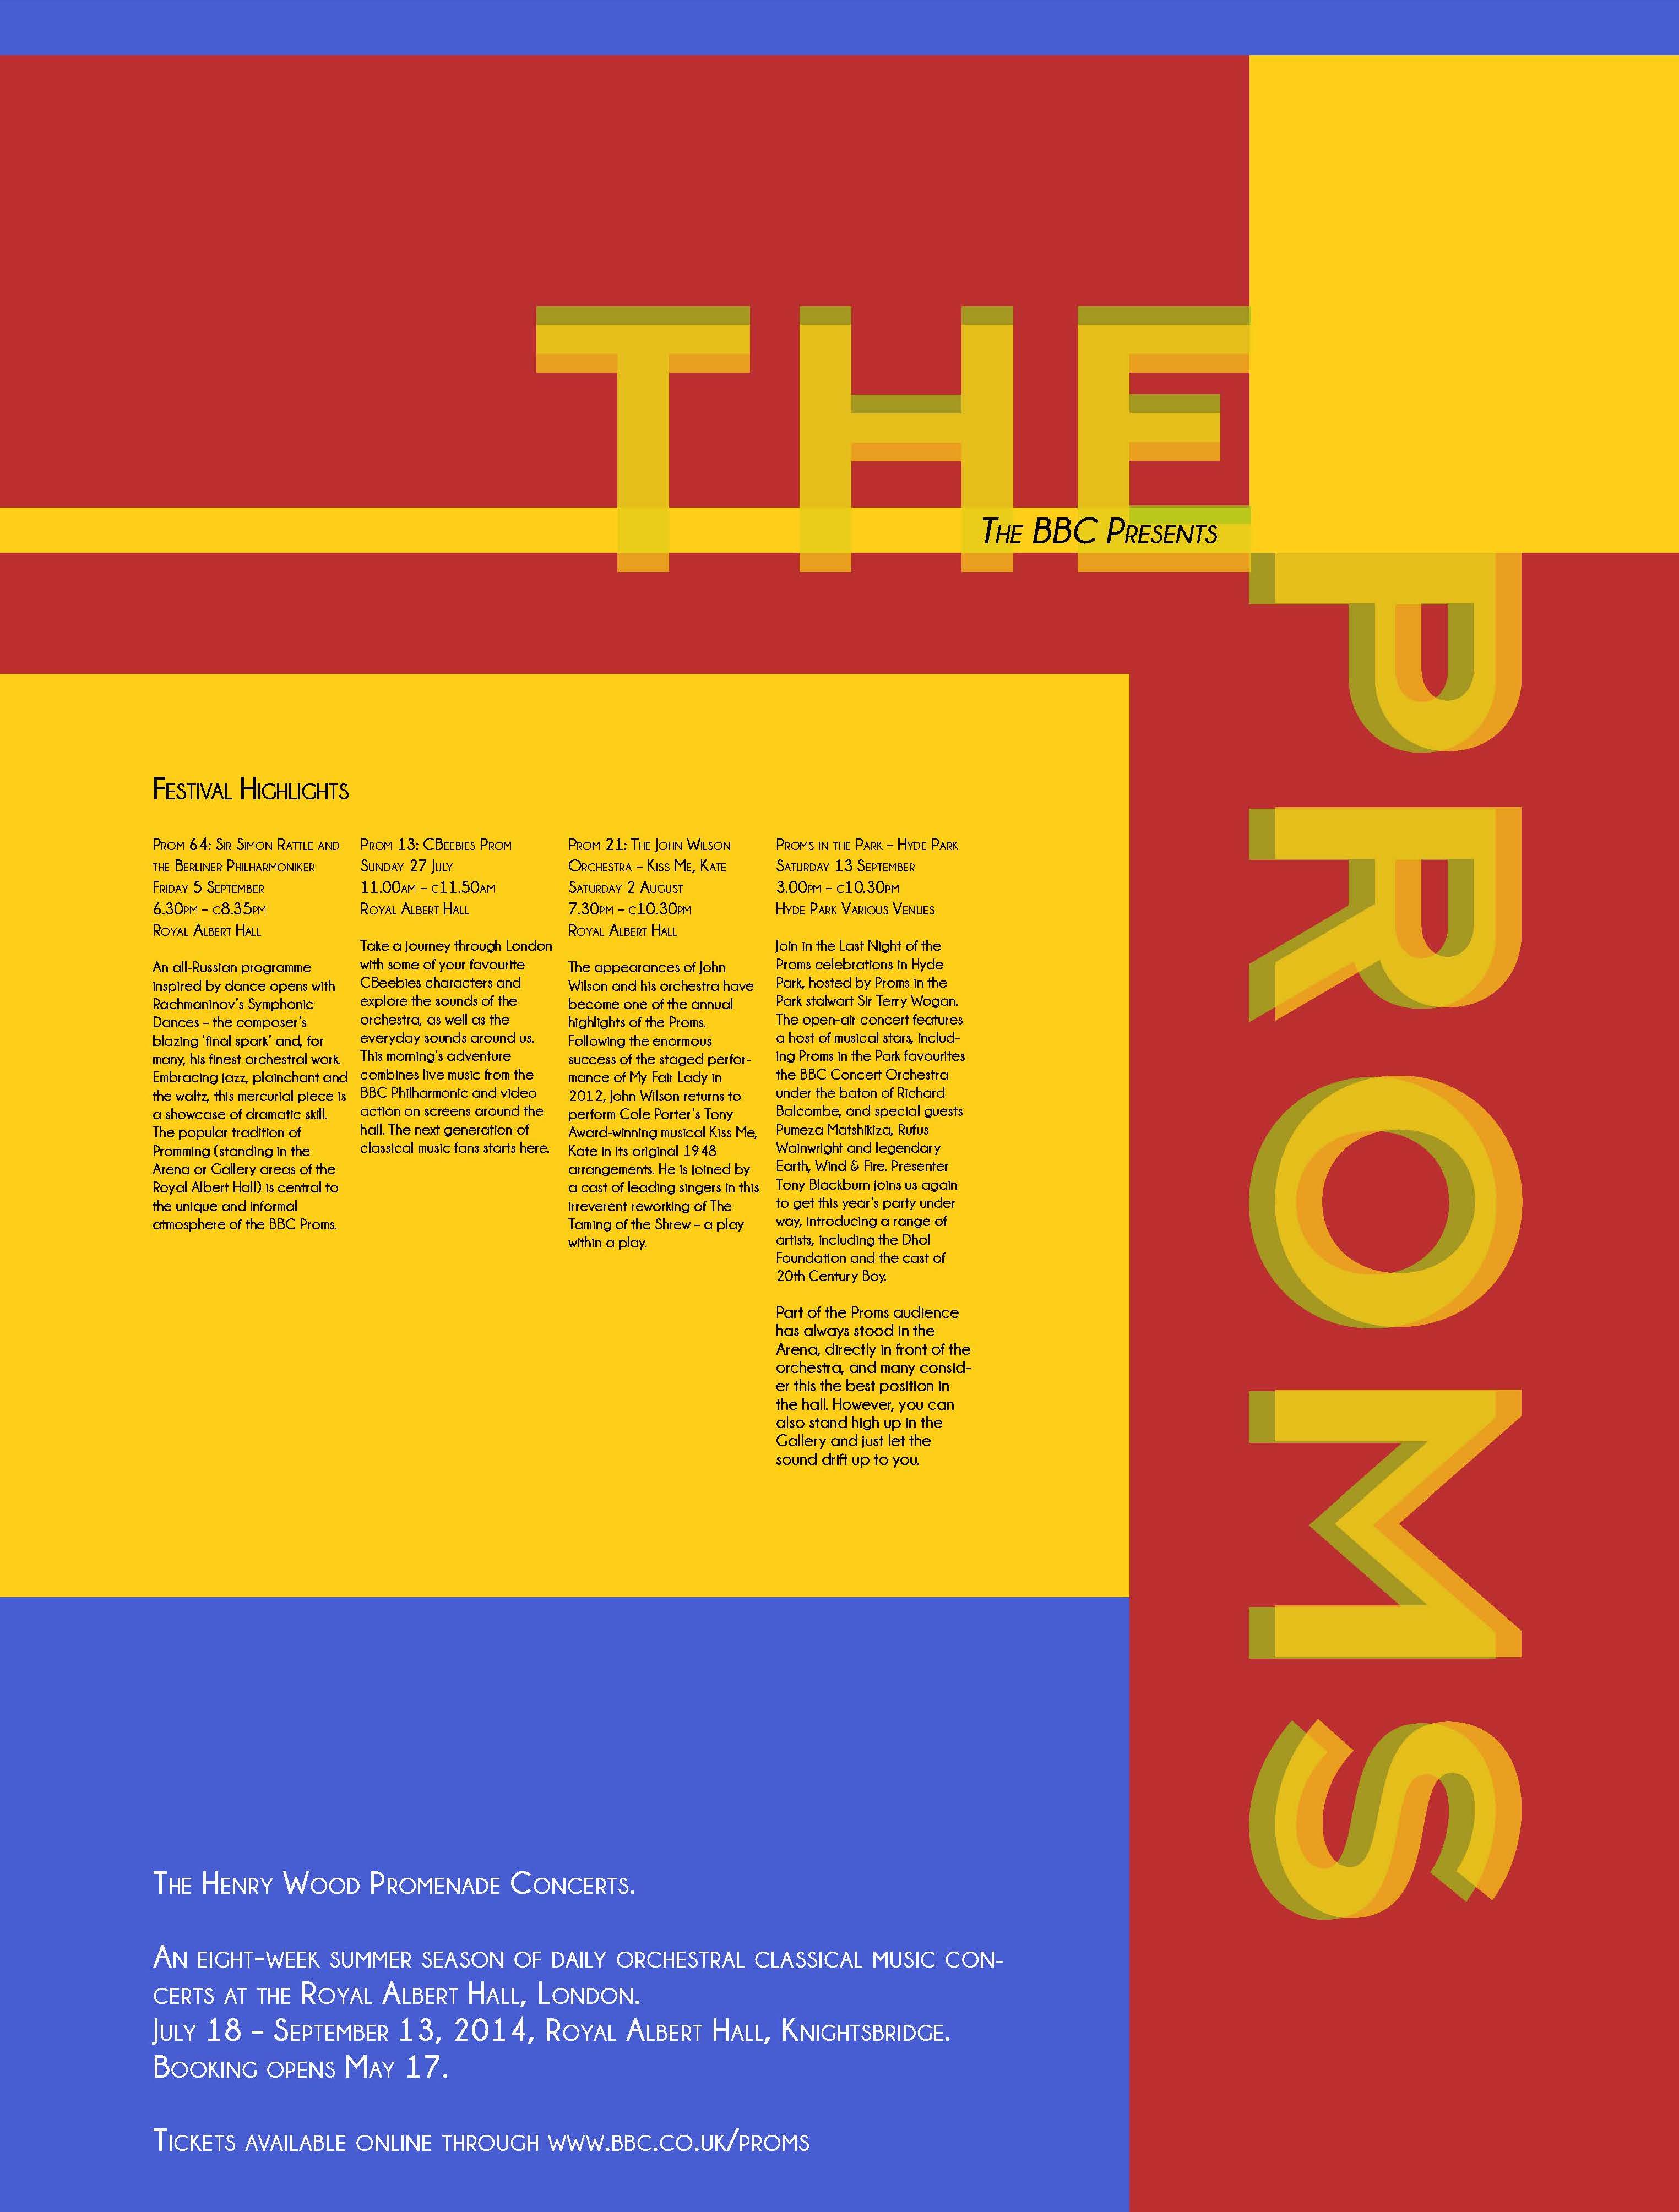 THE
The BBC Presents
PROMS
Festival Highlights
Prom 64: Sir Simon Rattle and
the Berliner Philharmoniker
Friday 5 September
6.30pm – c8.35pm
Royal Albert Hall
An all-Russian programme
inspired by dance opens with
Rachmaninov's Symphonic
Dances – the composer's
blazing 'final spark' and, for
many, his finest orchestral work.
Embracing jazz, plainchant and
the waltz, this mercurial piece is
a showcase of dramatic skill.
The popular tradition of
Promming (standing in the
Arena or Gallery areas of the
Royal Albert Hall) is central to
the unique and informal
atmosphere of the BBC Proms.
Prom 13: CBeebies Prom
Sunday 27 July
11.00am – c11.50am
Royal Albert Hall
Take a journey through London
with some of your favourite
CBeebies characters and
explore the sounds of the
orchestra, as well as the
everyday sounds around us.
This morning's adventure
combines live music from the
BBC Philharmonic and video
action on screens around the
hall. The next generation of
classical music fans starts here.
Prom 21: The John Wilson
Orchestra – Kiss Me, Kate
Saturday 2 August
7.30pm – c10.30pm
Royal Albert Hall
The appearances of John
Wilson and his orchestra have
become one of the annual
highlights of the Proms.
Following the enormous
success of the staged perfor-
mance of My Fair Lady in
2012, John Wilson returns to
perform Cole Porter's Tony
Award-winning musical Kiss Me,
Kate in its original 1948
arrangements. He is joined by
a cast of leading singers in this
irreverent reworking of The
Taming of the Shrew – a play
within a play.
Proms in the Park – Hyde Park
Saturday 13 September
3.00pm – c10.30pm
Hyde Park Various Venues
Join in the Last Night of the
Proms celebrations in Hyde
Park, hosted by Proms in the
Park stalwart Sir Terry Wogan.
The open-air concert features
a host of musical stars, includ-
ing Proms in the Park favourites
the BBC Concert Orchestra
under the baton of Richard
Balcombe, and special guests
Pumeza Matshikiza, Rufus
Wainwright and legendary
Earth, Wind & Fire. Presenter
Tony Blackburn joins us again
to get this year's party under
way, introducing a range of
artists, including the Dhol
Foundation and the cast of
20th Century Boy.
Part of the Proms audience
has always stood in the
Arena, directly in front of the
orchestra, and many consid-
er this the best position in
the hall. However, you can
also stand high up in the
Gallery and just let the
sound drift up to you.
The Henry Wood Promenade Concerts.
An eight-week summer season of daily orchestral classical music con-
certs at the Royal Albert Hall, London.
July 18 – September 13, 2014, Royal Albert Hall, Knightsbridge.
Booking opens May 17.
Tickets available online through www.bbc.co.uk/proms